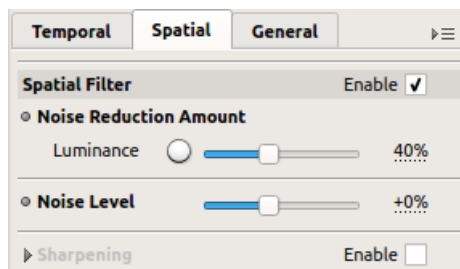 Temporal Spatial General
Spatial Filter Enable
Noise Reduction Amount
Luminance 40%
Noise Level +0%
Sharpening Enable